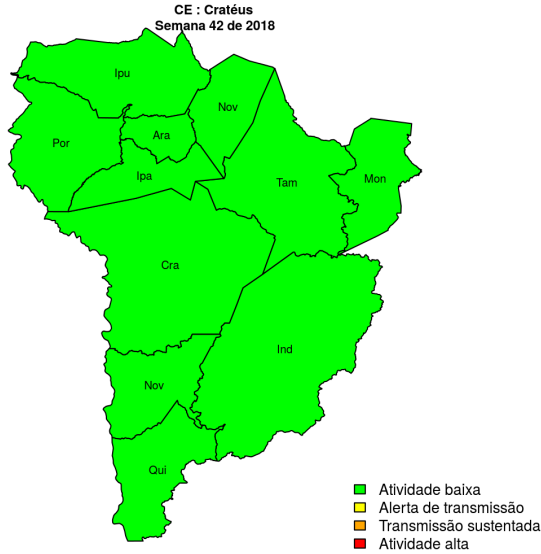 CE : Cratéus
Semana 42 de 2018
Ipu
Nov
Ara
Por
Ipa
Tam
Mon
Cra
Ind
Nov
Qui
Atividade baixa
Alerta de transmissão
Transmissão sustentada
Atividade alta